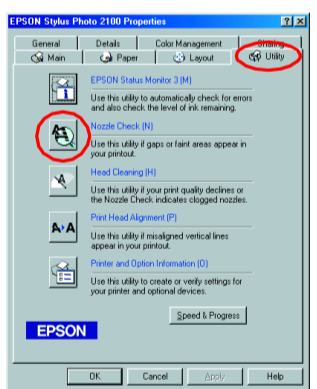 EPSON Stylus Photo 2100 Properties
General Details Color Management Sharing
Main Paper Layout Utility
EPSON Status Monitor 3 (M)
Use this utility to automatically check for errors
and also check the level of ink remaining.
Nozzle Check (N)
Use this utility if gaps or faint areas appear in
your printout.
Head Cleaning (H)
Use this utility if your print quality declines or
the Nozzle Check indicates clogged nozzles.
Print Head Alignment (P)
Use this utility if misaligned vertical lines
appear in your printout.
Printer and Option Information (O)
Use this utility to create or verify settings for
your printer and optional devices.
Speed & Progress
EPSON
OK Cancel Apply Help